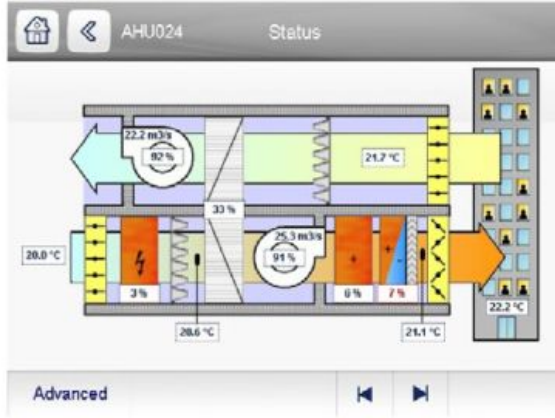 AHU024
Status
22.2 m3/s
92 %
21.7 °C
33 %
25.3 m3/s
91 %
20.0 °C
3 %
6 %
7 %
22.2 °C
20.6 °C
21.1 °C
Advanced